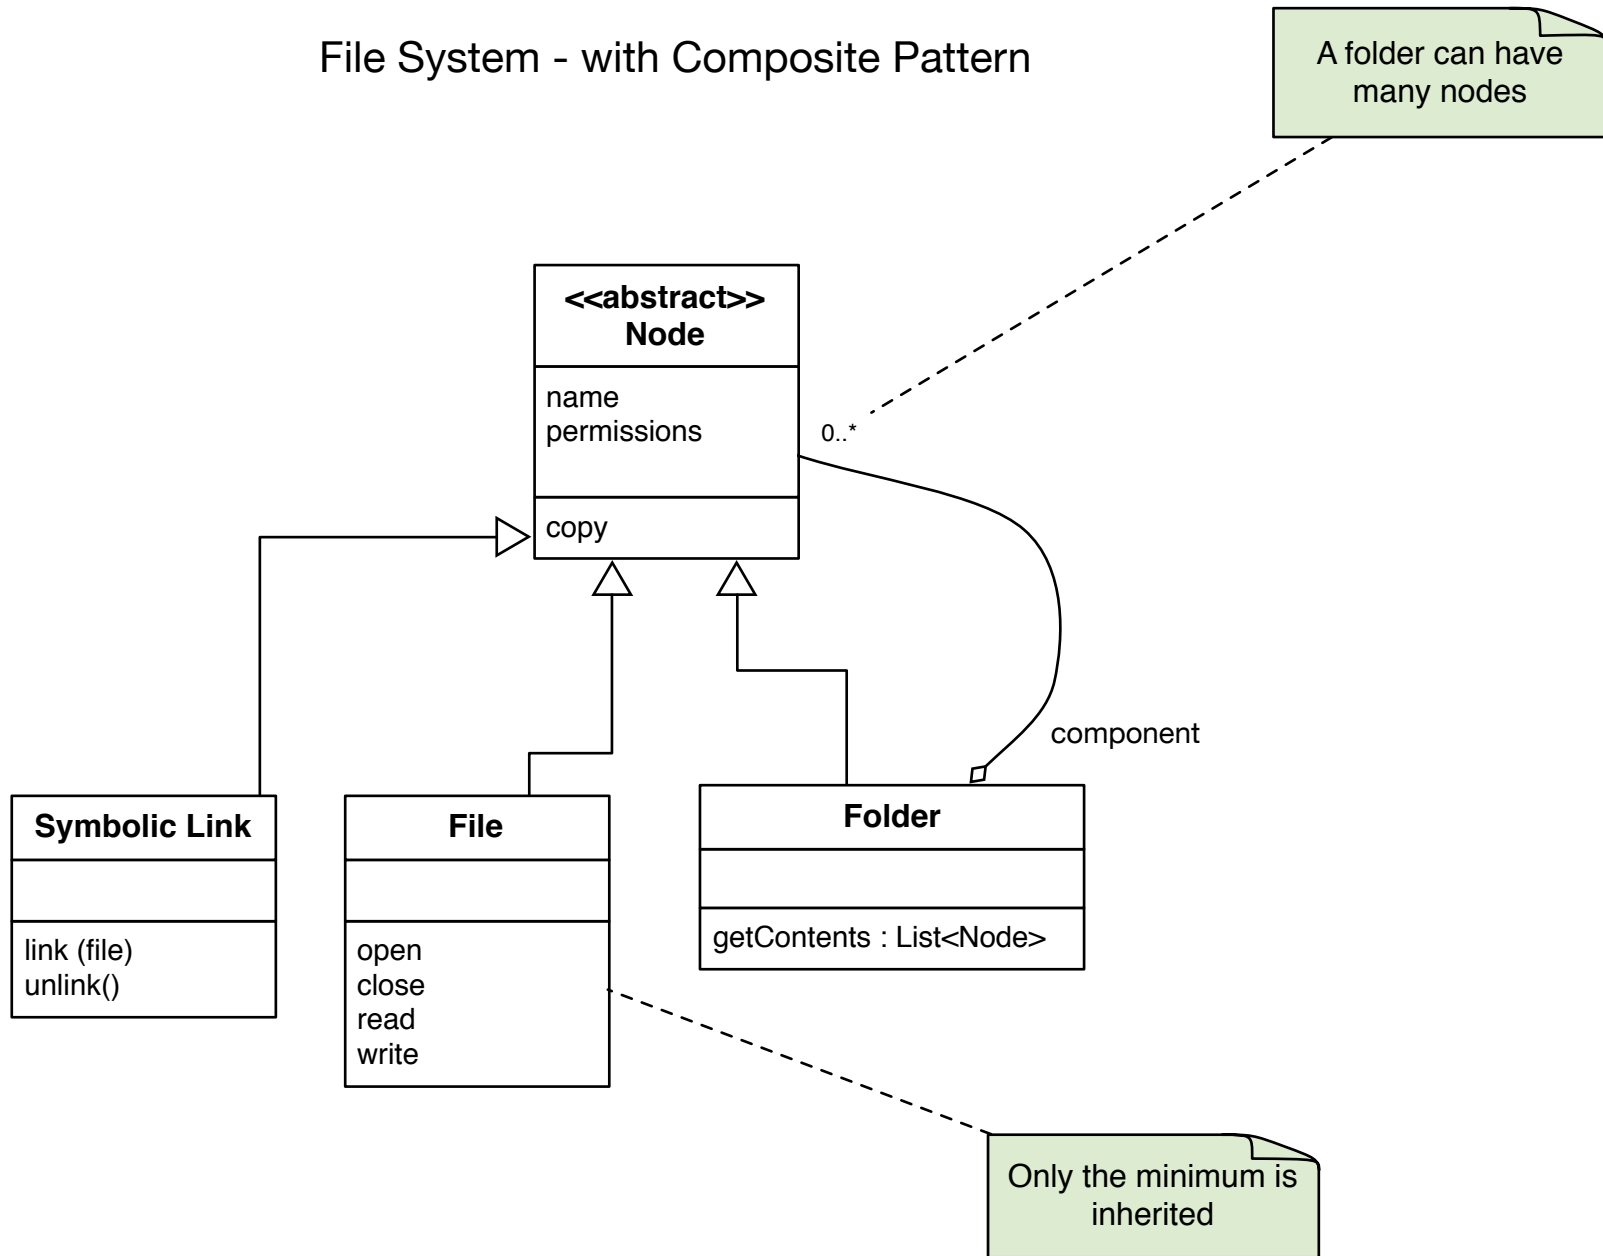 File System - with Composite Pattern
A folder can have
many nodes
<<abstract>>
Node
name
permissions
0..*
copy
component
Symbolic Link
link (file)
unlink()
File
open
close
read
write
Folder
getContents : List<Node>
Only the minimum is
inherited